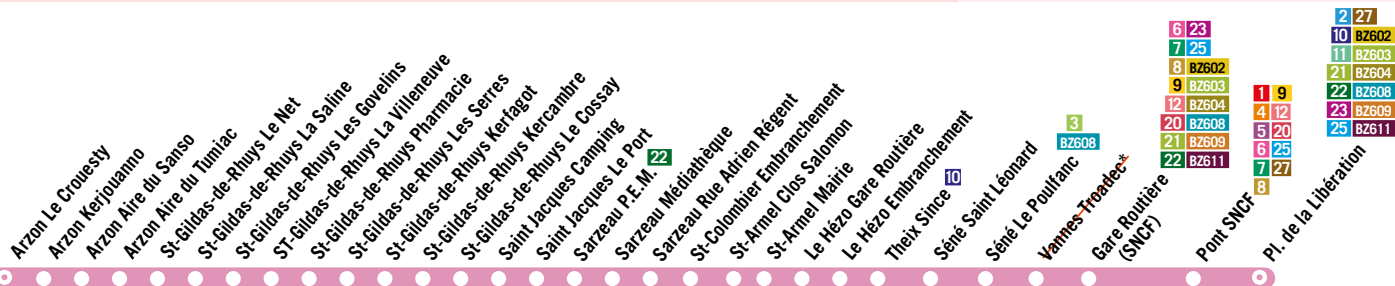 Arzon Le Crouesty
Arzon Kerjouanno
Arzon Aire du Sanso
Arzon Aire du Tumiac
St-Gildas-de-Rhuys Le Net
St-Gildas-de-Rhuys La Saline
St-Gildas-de-Rhuys Les Govelins
ST-Gildas-de-Rhuys La Villeneuve
St-Gildas-de-Rhuys Pharmacie
St-Gildas-de-Rhuys Les Serres
St-Gildas-de-Rhuys Kerfagot
St-Gildas-de-Rhuys Kercambre
St-Gildas-de-Rhuys Le Cossay
Saint Jacques Camping
Saint Jacques Le Port
Sarzeau P.E.M. 22
Sarzeau Médiathèque
Sarzeau Rue Adrien Régent
St-Colombier Embranchement
St-Armel Clos Salomon
St-Armel Mairie
Le Hézo Gare Routière
Le Hézo Embranchement
Theix Since 10
Séné Saint Léonard
Séné Le Poulfanc
3
BZ608
Vannes Troadec*
Gare Routière
(SNCF)
6 23
7 25
8 BZ602
9 BZ603
12 BZ604
20 BZ608
21 BZ609
22 BZ611
Pont SNCF
1 9
4 12
5 20
6 25
7 27
8
Pl. de la Libération
2 27
10 BZ602
11 BZ603
21 BZ604
22 BZ608
23 BZ609
25 BZ611